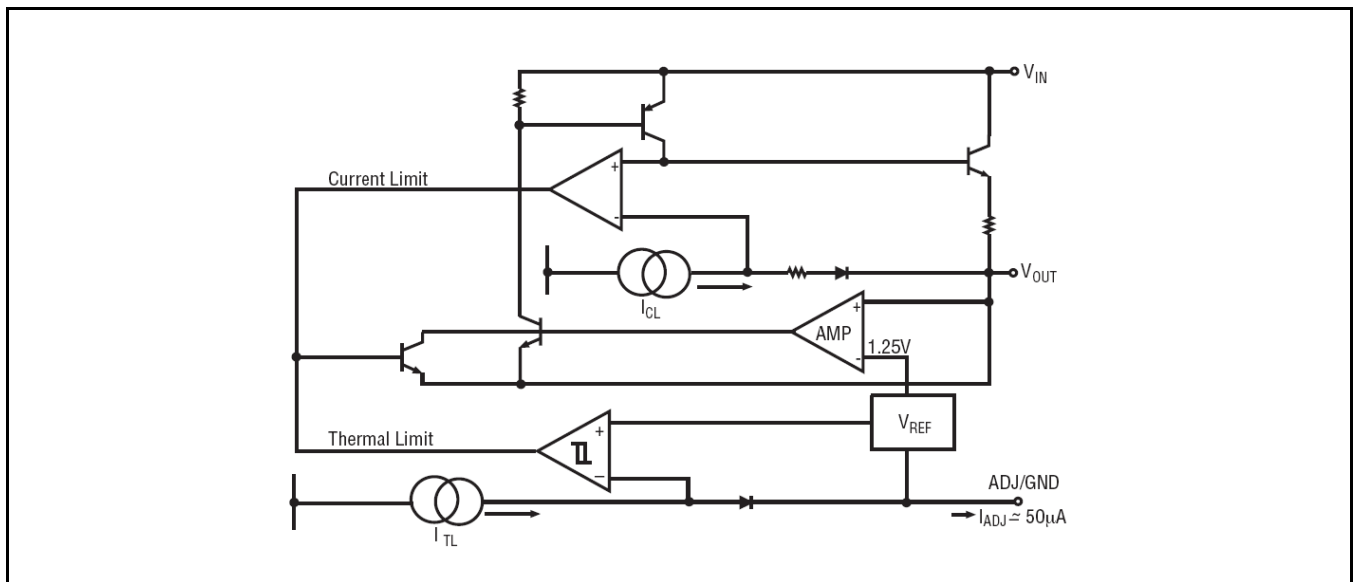 V_IN
+
Current Limit
-
V_OUT
I_CL
+
AMP
1.25V
-
V_REF
+
Thermal Limit
–
ADJ/GND
I_ADJ ≃ 50µA
I_TL